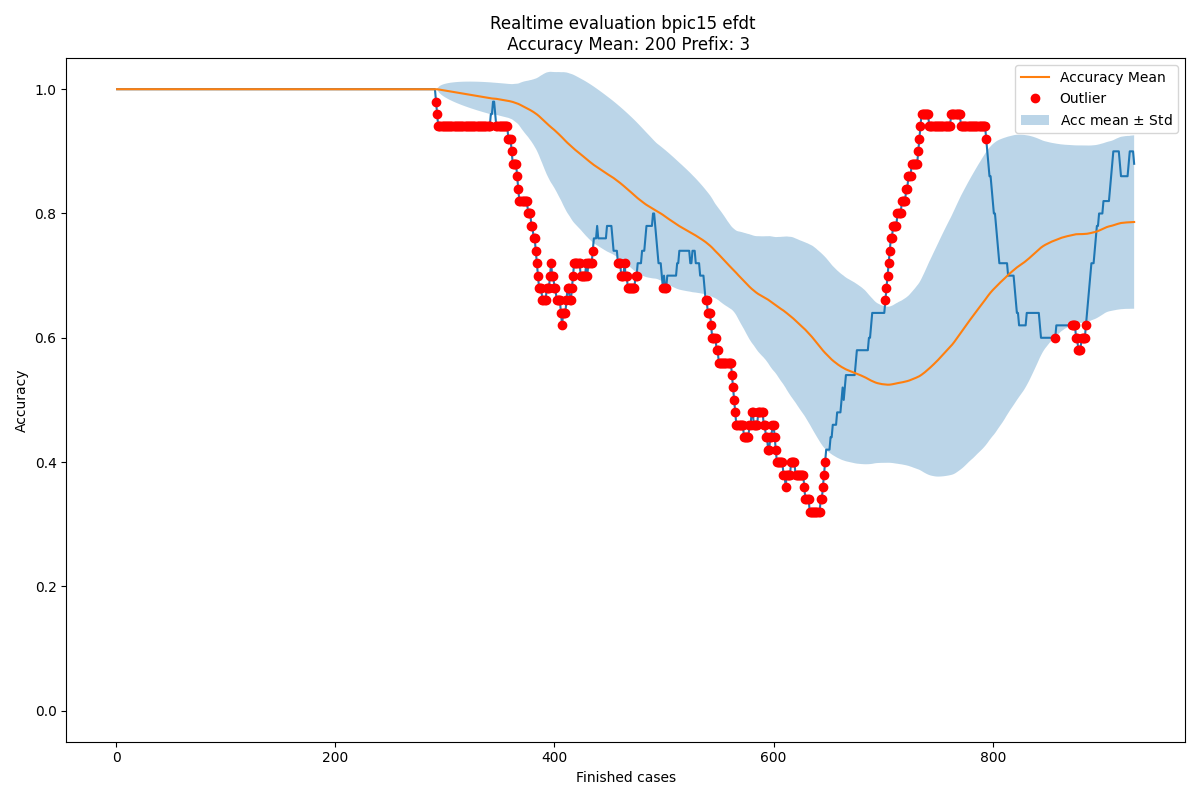 Realtime evaluation bpic15 efdt
Accuracy Mean: 200 Prefix: 3
Accuracy Mean
Outlier
Acc mean ± Std
Accuracy
1.0
0.8
0.6
0.4
0.2
0.0
0
200
400
600
800
Finished cases